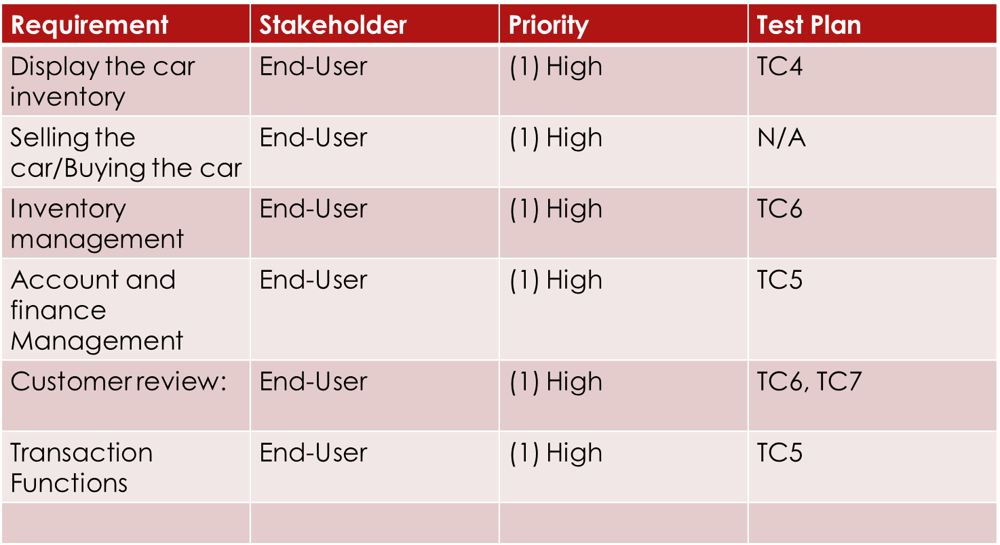 Requirement Stakeholder Priority Test Plan
Display the car End-User (1) High TC4
inventory
Selling the End-User (1) High N/A
car/Buying the car
Inventory End-User (1) High TC6
management
Account and End-User (1) High TC5
finance
Management
Customer review: End-User (1) High TC6, TC7
Transaction End-User (1) High TC5
Functions